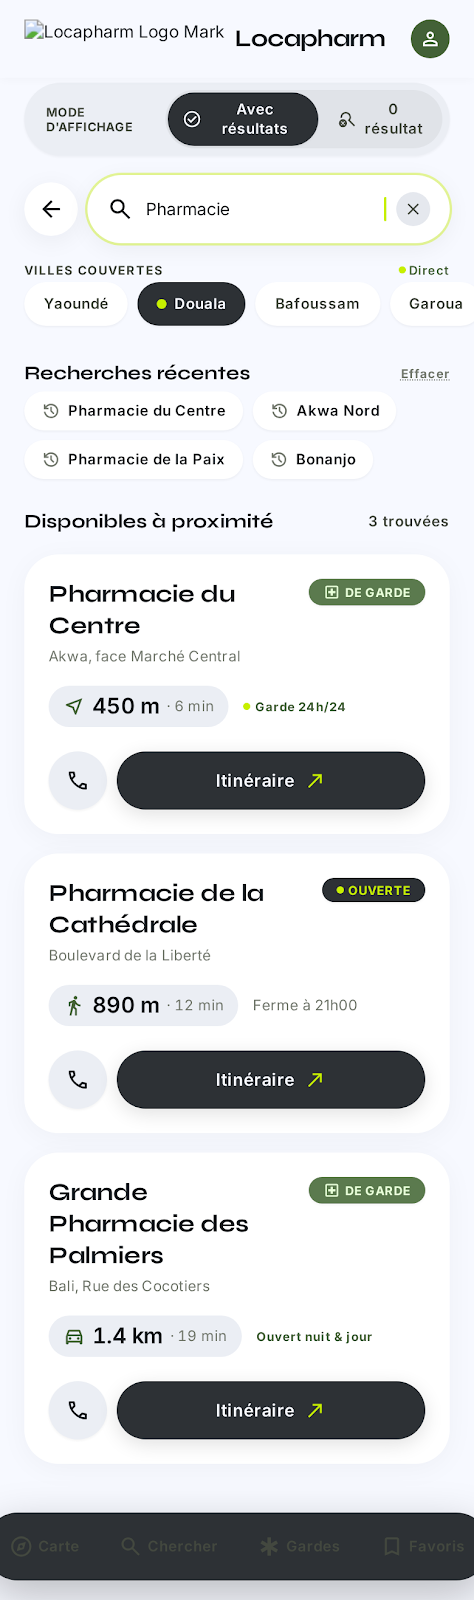 Locapharm Logo Mark
Locapharm
MODE
D'AFFICHAGE
Avec
résultats
0
résultat
Pharmacie
VILLES COUVERTES
Direct
Yaoundé
Douala
Bafoussam
Garoua
Recherches récentes
Effacer
Pharmacie du Centre
Akwa Nord
Pharmacie de la Paix
Bonanjo
Disponibles à proximité
3 trouvées
Pharmacie du
Centre
DE GARDE
Akwa, face Marché Central
450 m · 6 min
Garde 24h/24
Itinéraire
Pharmacie de la
Cathédrale
OUVERTE
Boulevard de la Liberté
890 m · 12 min
Ferme à 21h00
Itinéraire
Grande
Pharmacie des
Palmiers
DE GARDE
Bali, Rue des Cocotiers
1.4 km · 19 min
Ouvert nuit & jour
Itinéraire
Carte
Chercher
Gardes
Favoris